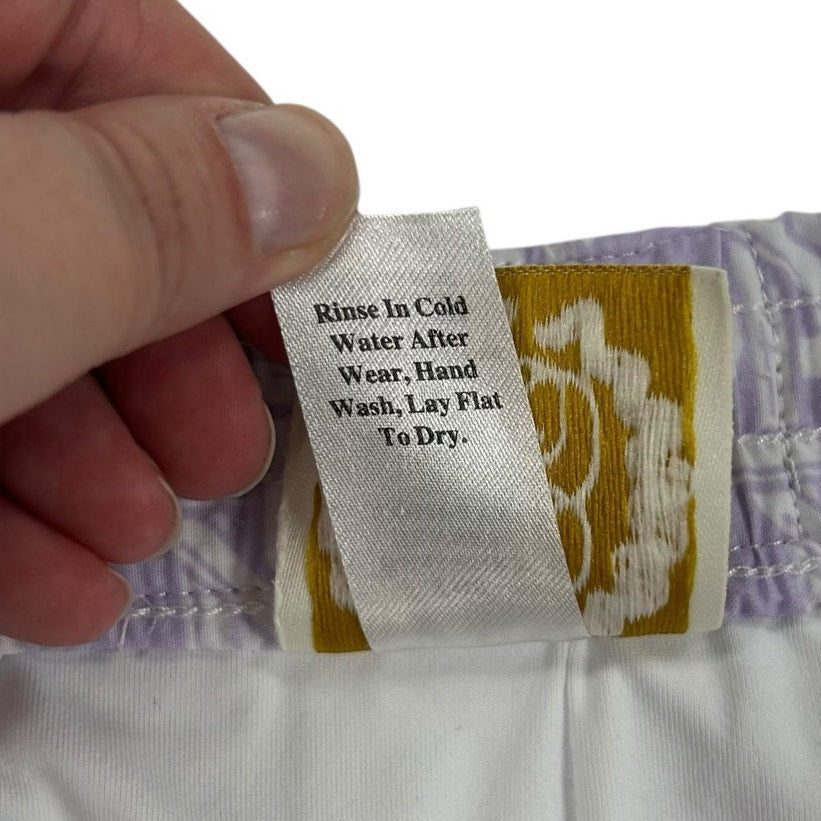 Rinse In Cold
Water After
Wear, Hand
Wash, Lay Flat
To Dry.